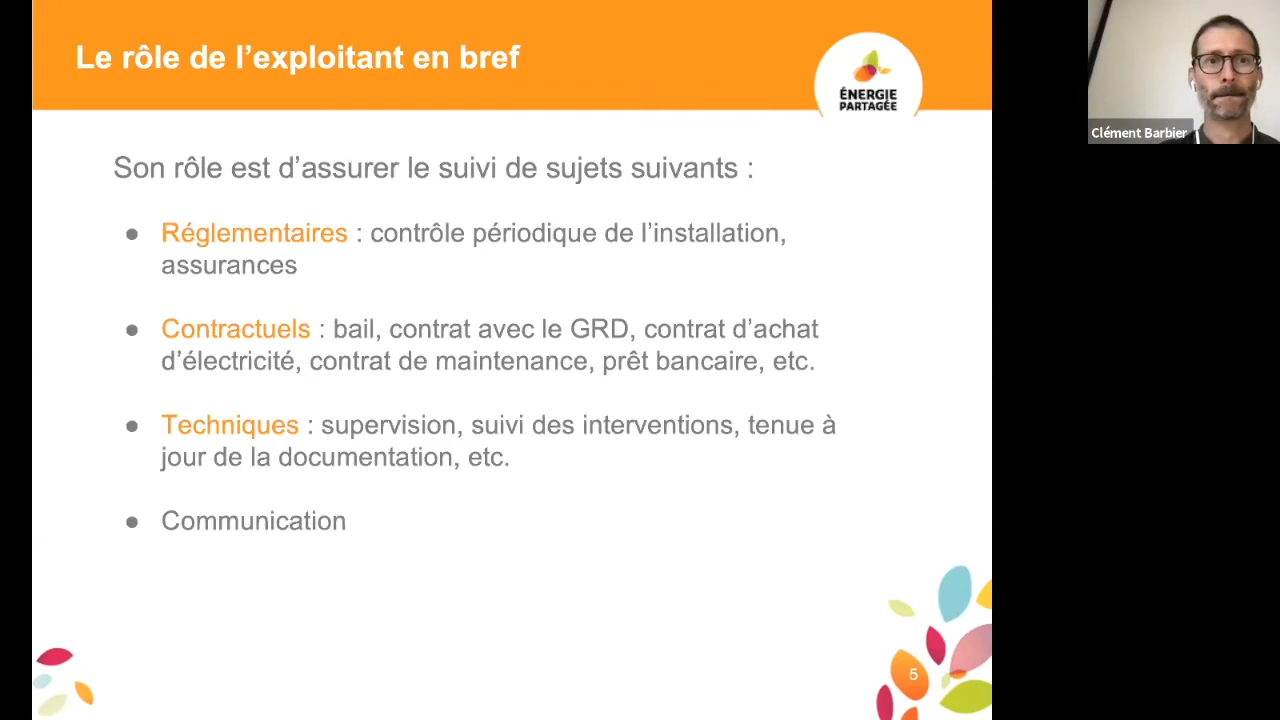 Le rôle de l’exploitant en bref
ÉNERGIE
PARTAGÉE
Clément Barbier
Son rôle est d’assurer le suivi de sujets suivants :
● Réglementaires : contrôle périodique de l’installation,
assurances
● Contractuels : bail, contrat avec le GRD, contrat d’achat
d’électricité, contrat de maintenance, prêt bancaire, etc.
● Techniques : supervision, suivi des interventions, tenue à
jour de la documentation, etc.
● Communication
5